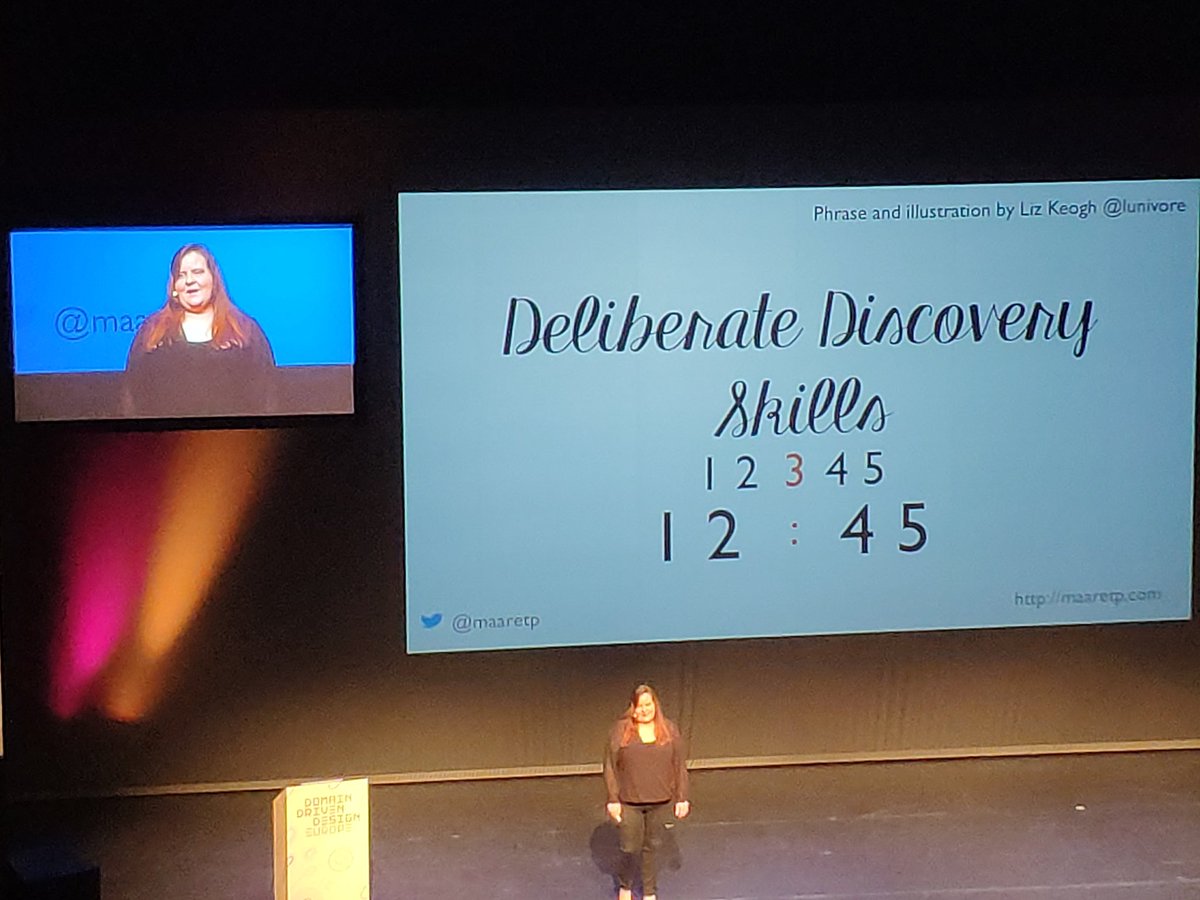 Phrase and illustration by Liz Keogh @lunivore
@maa
Deliberate Discovery
Skills
1 2 3 4 5
1 2 : 4 5
@maaretp
http://maaretp.com
DOMAIN
DRIVEN
DESIGN
EUROPE